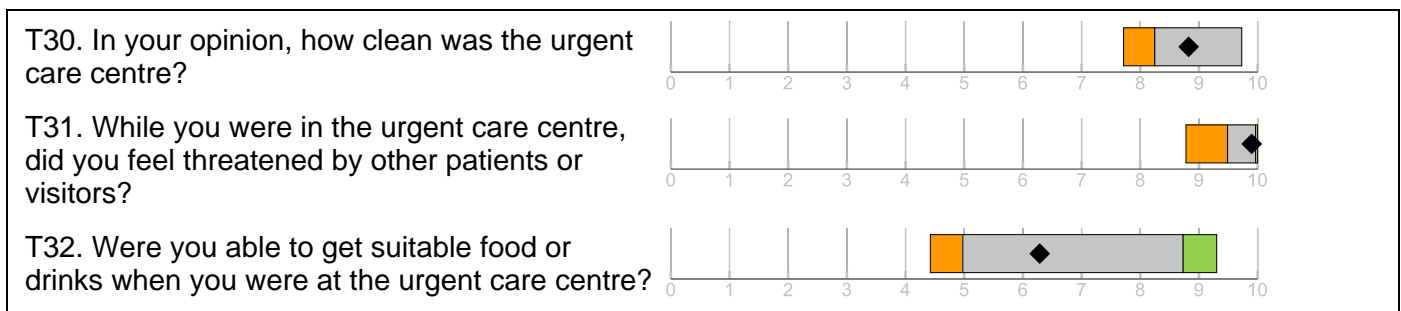 T30. In your opinion, how clean was the urgent
care centre?
0 1 2 3 4 5 6 7 8 9 10
T31. While you were in the urgent care centre,
did you feel threatened by other patients or
visitors?
0 1 2 3 4 5 6 7 8 9 10
T32. Were you able to get suitable food or
drinks when you were at the urgent care centre?
0 1 2 3 4 5 6 7 8 9 10